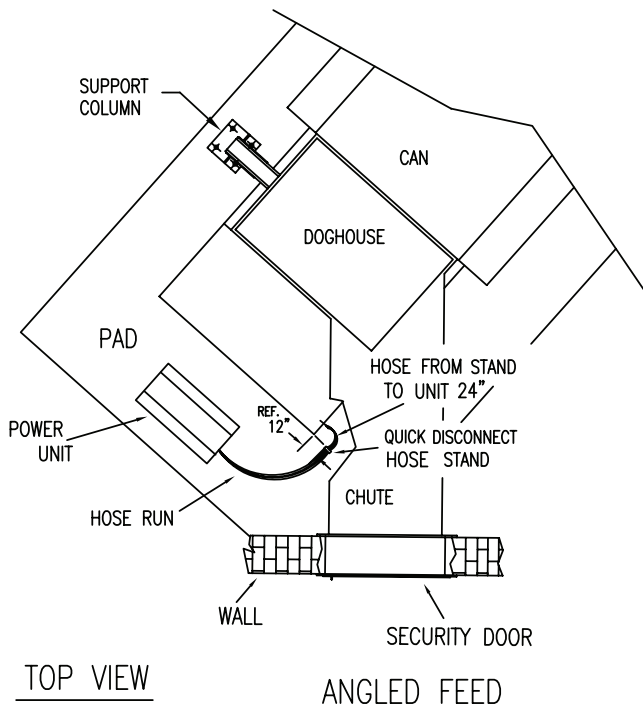 SUPPORT
COLUMN
CAN
DOGHOUSE
PAD
HOSE FROM STAND
TO UNIT 24"
REF.
12"
POWER
UNIT
QUICK DISCONNECT
HOSE STAND
HOSE RUN
CHUTE
WALL
SECURITY DOOR
TOP VIEW
ANGLED FEED